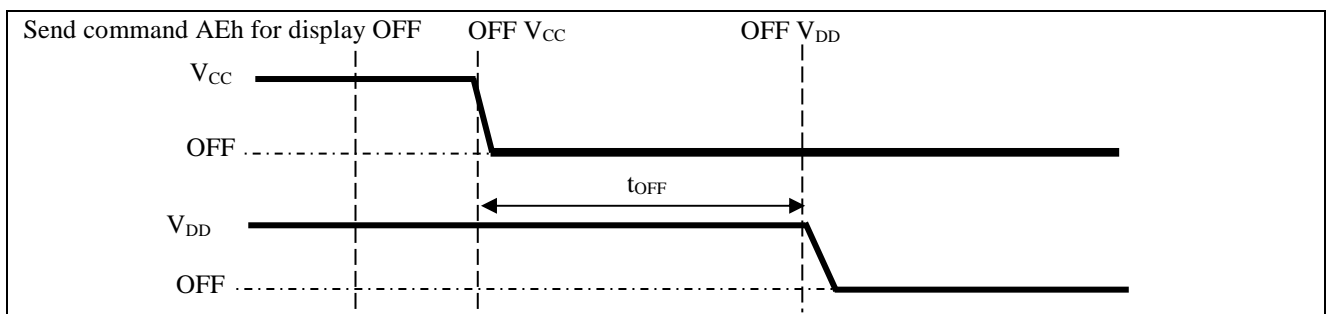 Send command AEh for display OFF OFF VCC OFF VDD
VCC
OFF
tOFF
VDD
OFF